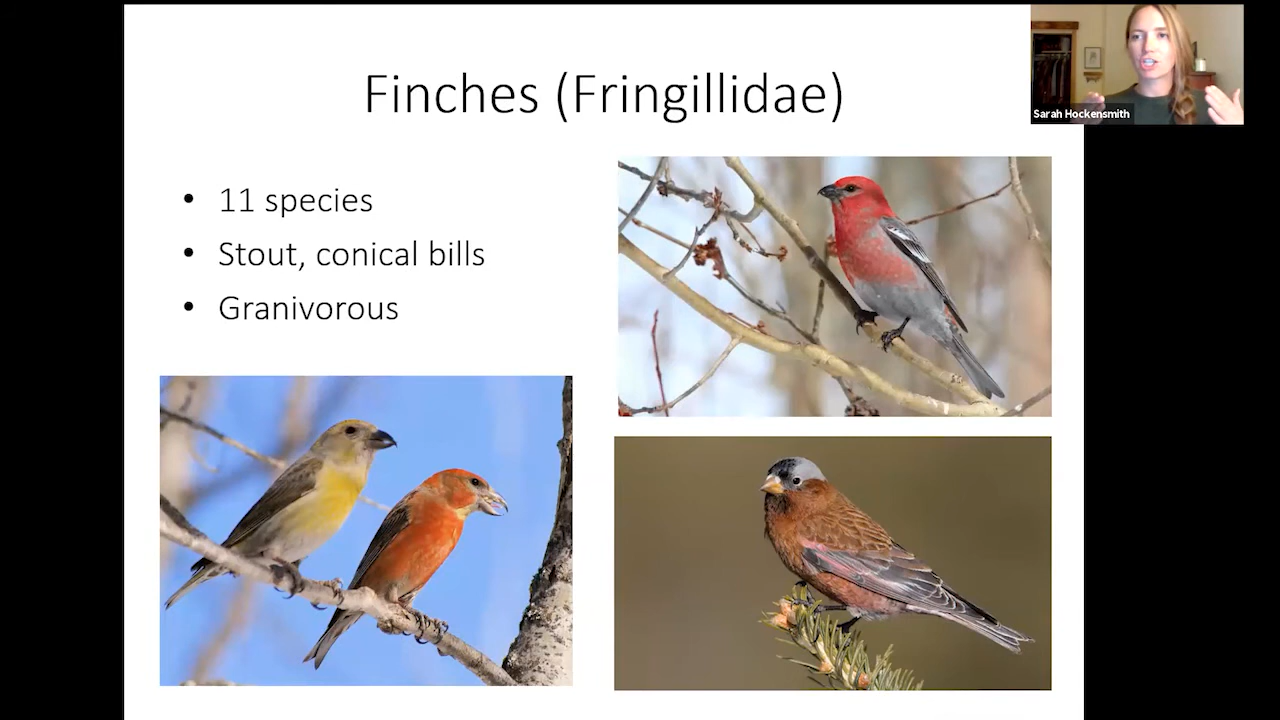 Finches (Fringillidae)
• 11 species
• Stout, conical bills
• Granivorous
Sarah Hockensmith